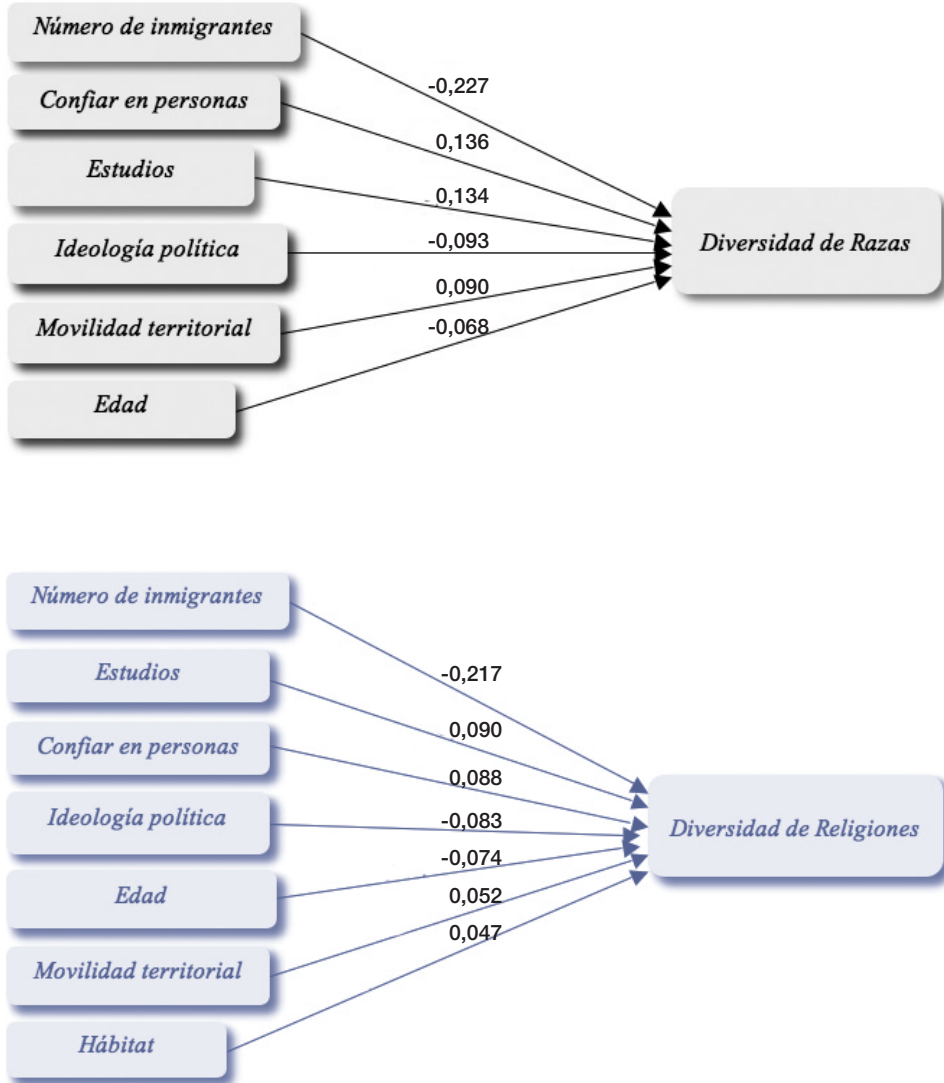 Número de inmigrantes
-0,227
Confiar en personas
0,136
Estudios
0,134
Ideología política
-0,093
Diversidad de Razas
Movilidad territorial
0,090
-0,068
Edad
Número de inmigrantes
-0,217
Estudios
0,090
Confiar en personas
0,088
Ideología política
-0,083
Diversidad de Religiones
-0,074
Edad
0,052
Movilidad territorial
0,047
Hábitat